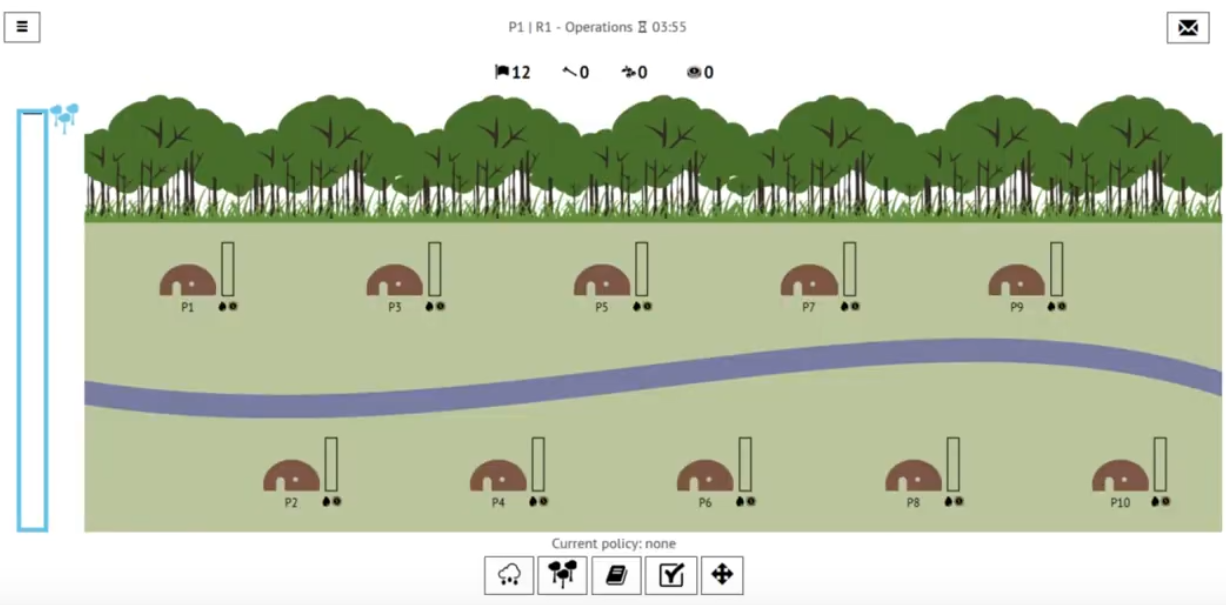 P1 | R1 - Operations 03:55
12 0 0 0
P1 P3 P5 P7 P9
P2 P4 P6 P8 P10
Current policy: none